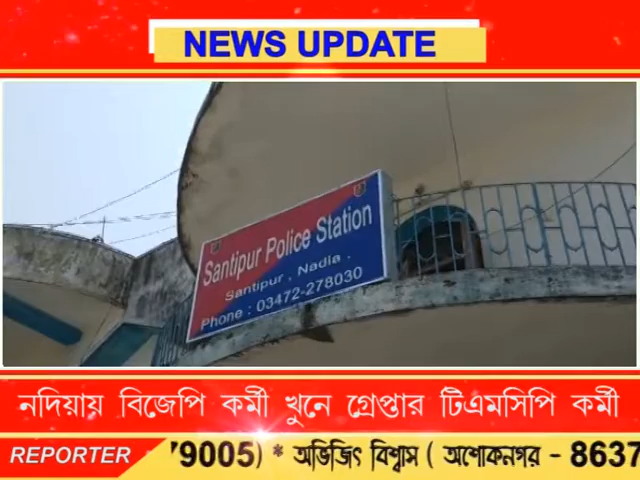 NEWS UPDATE
Santipur Police Station
Santipur , Nadia .
Phone : 03472-278030
নদিয়ায় বিজেপি কর্মী খুনে গ্রেপ্তার টিএমসিপি কর্মী
REPORTER 79005) * অভিজিৎ বিশ্বাস ( অশোকনগর - 8637